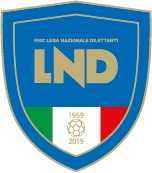 FIGC LEGA NAZIONALE DILETTANTI
LND
1959
2019